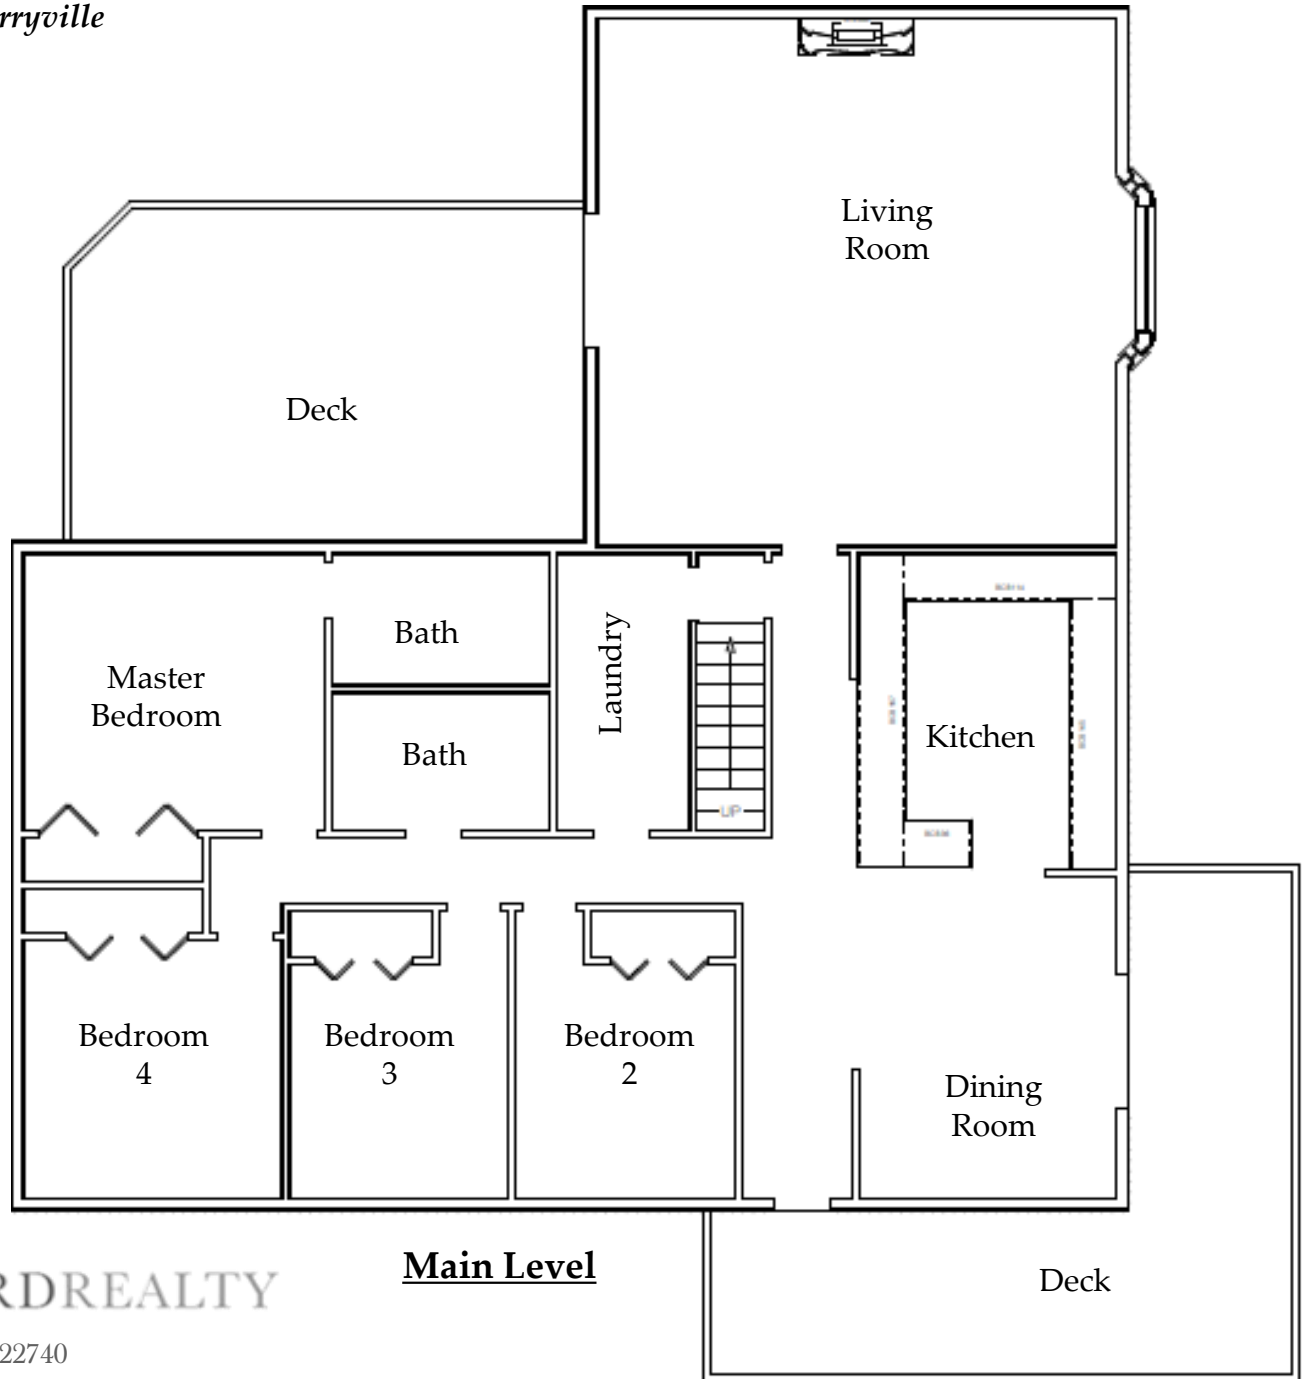 rryville
Living
Room
Deck
Bath
Laundry
Master
Bedroom
Kitchen
Bath
UP
Bedroom
4
Bedroom
3
Bedroom
2
Dining
Room
Main Level
Deck
RDREALTY
22740